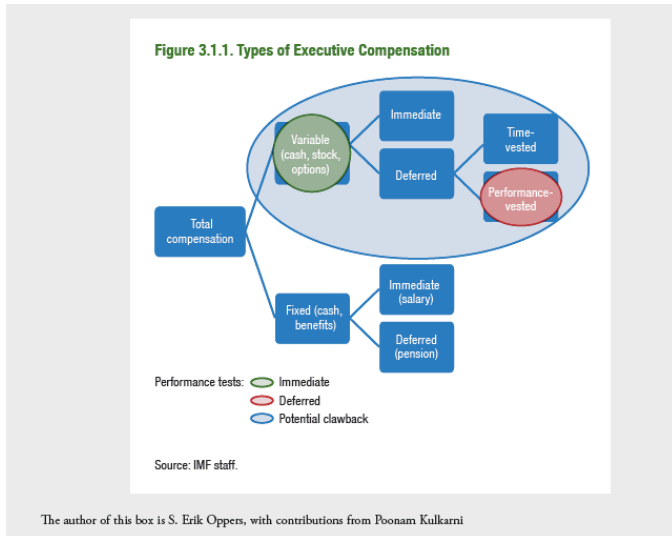 Figure 3.1.1. Types of Executive Compensation
Variable
(cash, stock,
options)
Immediate
Deferred
Time-
vested
Performance-
vested
Total
compensation
Fixed (cash,
benefits)
Immediate
(salary)
Deferred
(pension)
Performance tests: Immediate
Deferred
Potential clawback
Source: IMF staff.
The author of this box is S. Erik Oppers, with contributions from Poonam Kulkarni